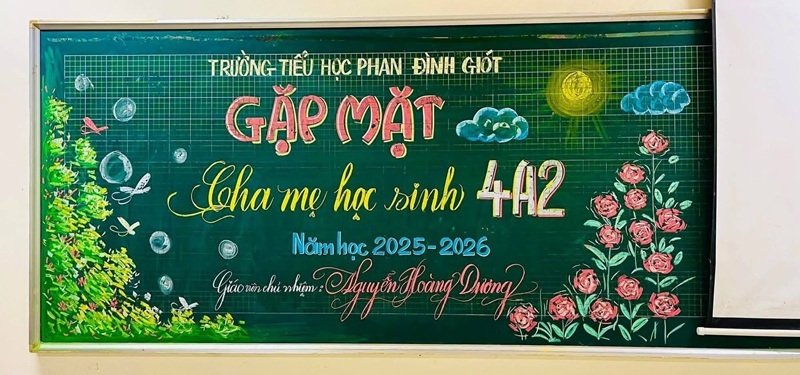 TRƯỜNG TIỂU HỌC PHAN ĐÌNH GIÓT
GẶP MẶT
Cha mẹ học sinh 4A2
Năm học 2025-2026
Giáo viên chủ nhiệm: Nguyễn Hoàng Dương